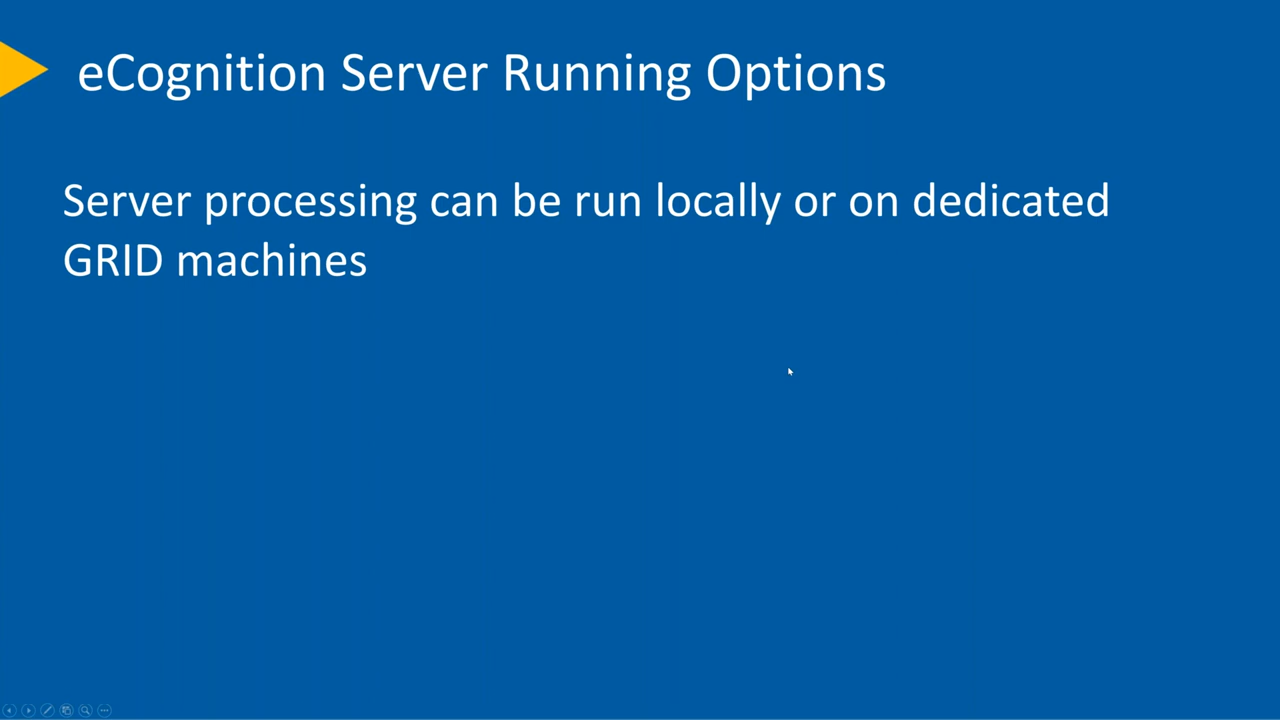 eCognition Server Running Options
Server processing can be run locally or on dedicated
GRID machines